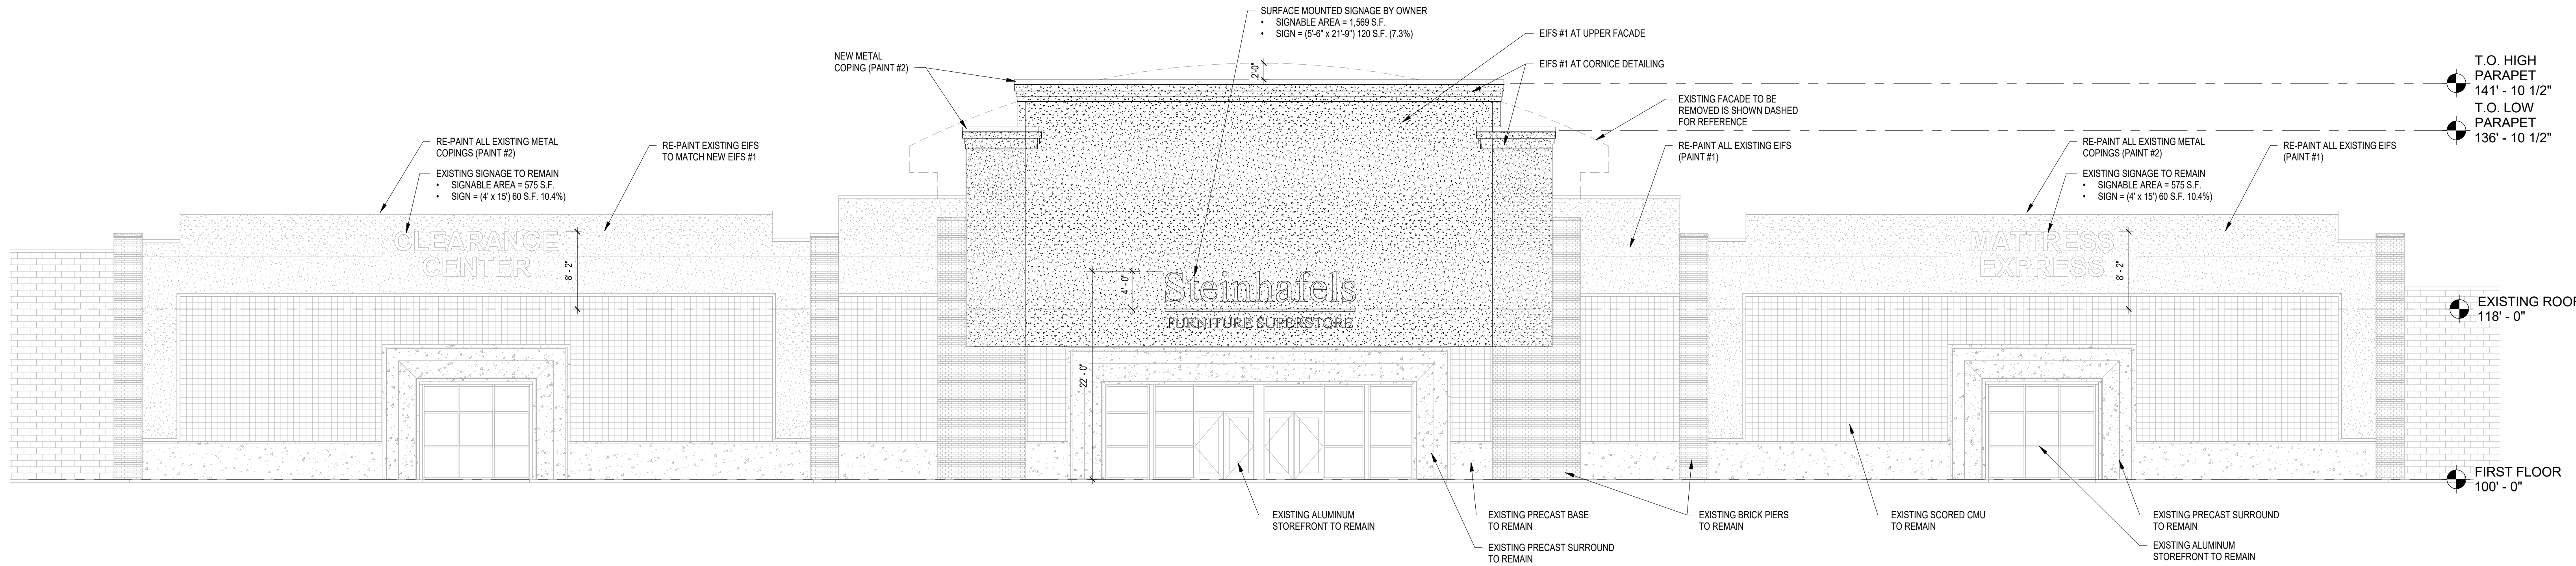 SURFACE MOUNTED SIGNAGE BY OWNER
• SIGNABLE AREA = 1,569 S.F.
• SIGN = (5'-6" x 21'-9") 120 S.F. (7.3%)
EIFS #1 AT UPPER FACADE
NEW METAL
COPING (PAINT #2)
2'-0"
EIFS #1 AT CORNICE DETAILING
T.O. HIGH
PARAPET
141' - 10 1/2"
T.O. LOW
PARAPET
136' - 10 1/2"
EXISTING FACADE TO BE
REMOVED IS SHOWN DASHED
FOR REFERENCE
RE-PAINT ALL EXISTING METAL
COPINGS (PAINT #2)
RE-PAINT EXISTING EIFS
TO MATCH NEW EIFS #1
RE-PAINT ALL EXISTING EIFS
(PAINT #1)
RE-PAINT ALL EXISTING METAL
COPINGS (PAINT #2)
RE-PAINT ALL EXISTING EIFS
(PAINT #1)
EXISTING SIGNAGE TO REMAIN
• SIGNABLE AREA = 575 S.F.
• SIGN = (4' x 15') 60 S.F. 10.4%)
EXISTING SIGNAGE TO REMAIN
• SIGNABLE AREA = 575 S.F.
• SIGN = (4' x 15') 60 S.F. 10.4%)
CLEARANCE
CENTER
8' - 2"
MATTRESS
EXPRESS
8' - 2"
4' - 0"
Steinhafels
FURNITURE SUPERSTORE
22' - 0"
EXISTING ROOF
118' - 0"
FIRST FLOOR
100' - 0"
EXISTING ALUMINUM
STOREFRONT TO REMAIN
EXISTING PRECAST BASE
TO REMAIN
EXISTING PRECAST SURROUND
TO REMAIN
EXISTING BRICK PIERS
TO REMAIN
EXISTING SCORED CMU
TO REMAIN
EXISTING PRECAST SURROUND
TO REMAIN
EXISTING ALUMINUM
STOREFRONT TO REMAIN